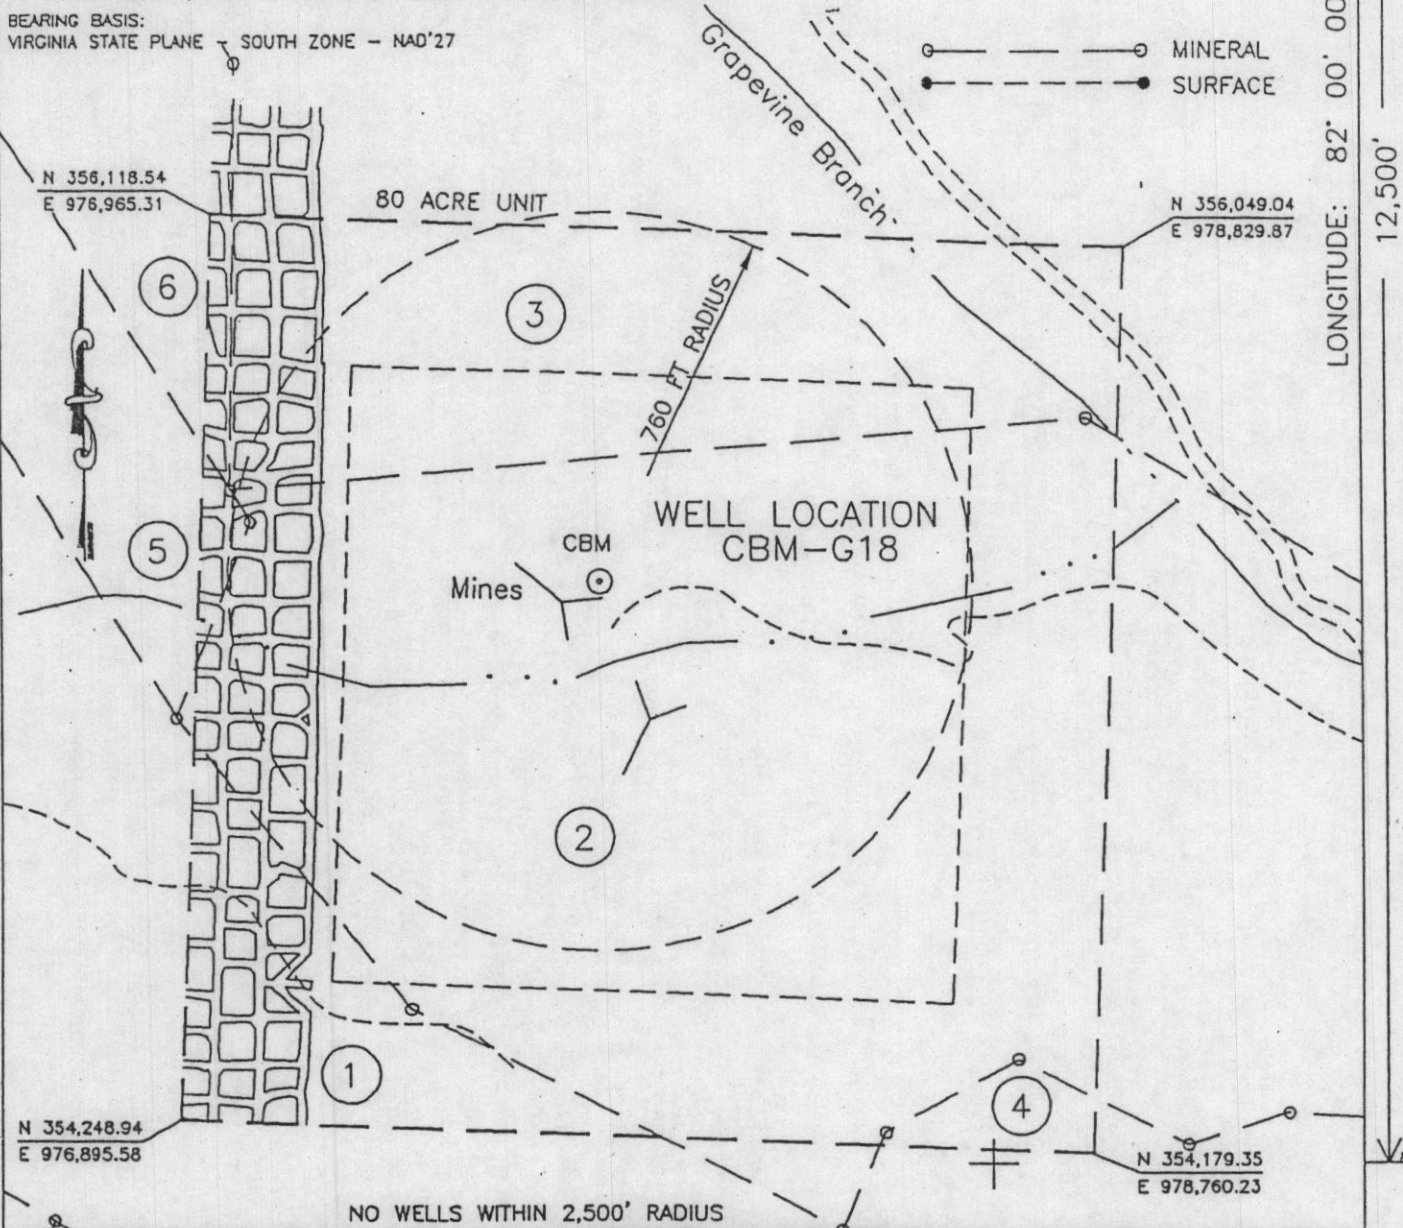 BEARING BASIS:
VIRGINIA STATE PLANE - SOUTH ZONE - NAD'27
MINERAL
SURFACE
Grapevine Branch
LONGITUDE: 82° 00' 00
12,500'
N 356,118.54
E 976,965.31
80 ACRE UNIT
N 356,049.04
E 978,829.87
6
3
760 FT RADIUS
WELL LOCATION
CBM-G18
CBM
5
Mines
2
1
4
N 354,248.94
E 976,895.58
N 354,179.35
E 978,760.23
NO WELLS WITHIN 2,500' RADIUS